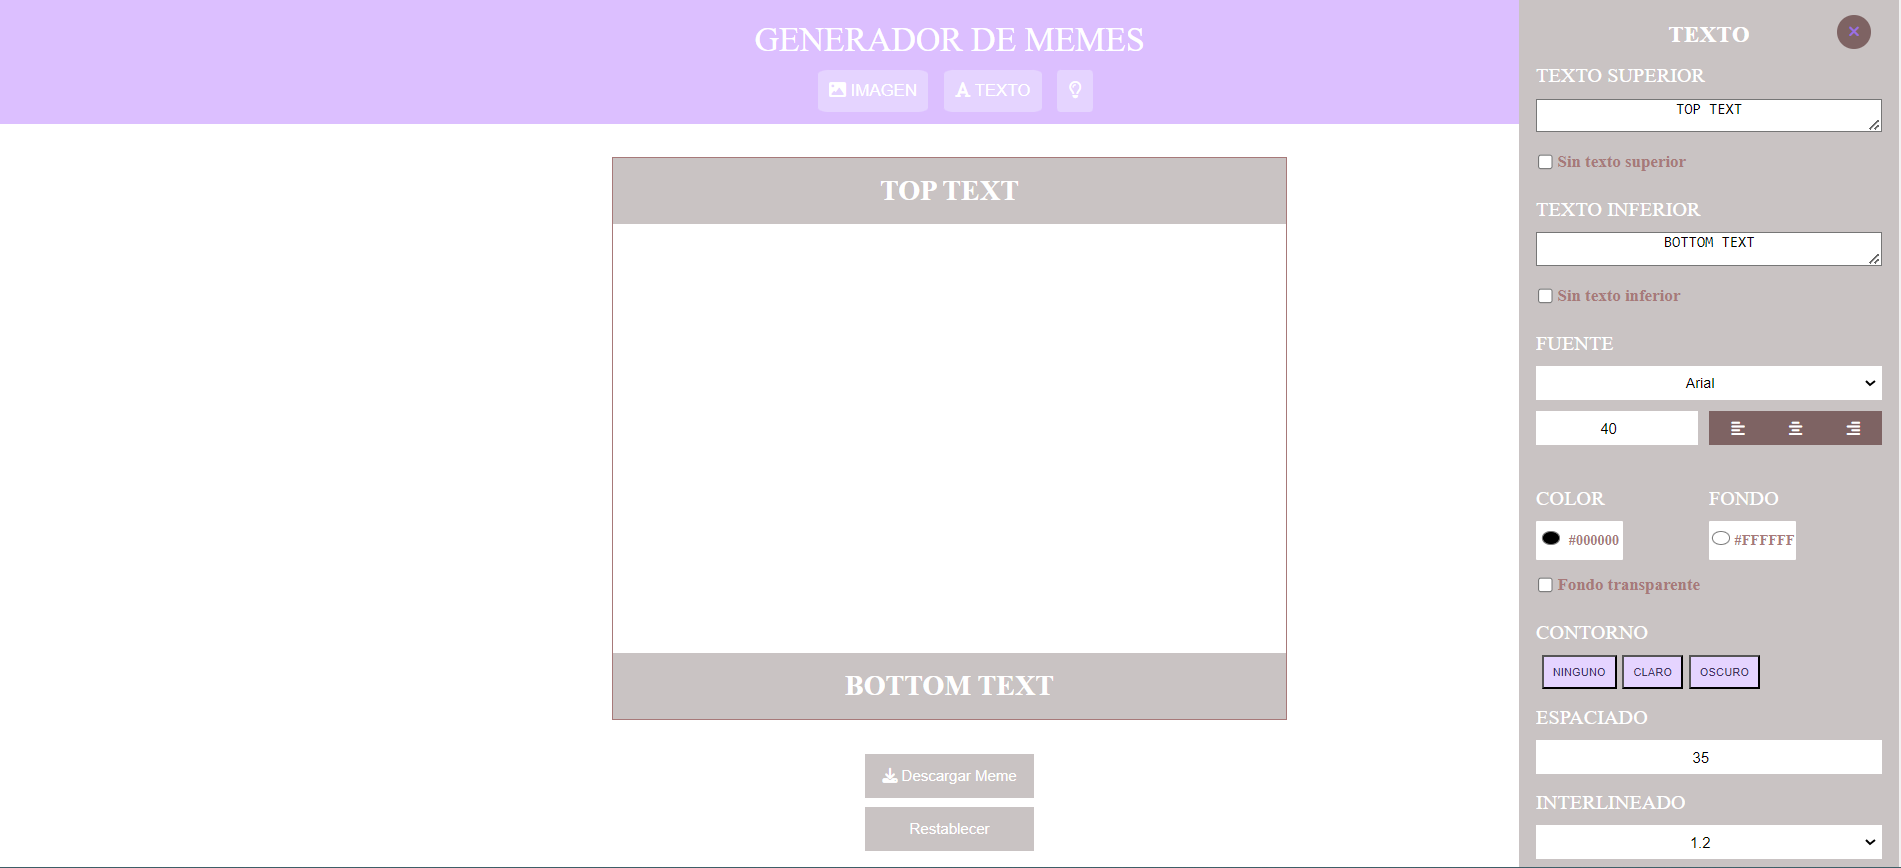 GENERADOR DE MEMES
IMAGEN
TEXTO
TOP TEXT
BOTTOM TEXT
Descargar Meme
Restablecer
TEXTO
×
TEXTO SUPERIOR
TOP TEXT
Sin texto superior
TEXTO INFERIOR
BOTTOM TEXT
Sin texto inferior
FUENTE
Arial
40
COLOR FONDO
#000000 #FFFFFF
Fondo transparente
CONTORNO
NINGUNO CLARO OSCURO
ESPACIADO
35
INTERLINEADO
1.2